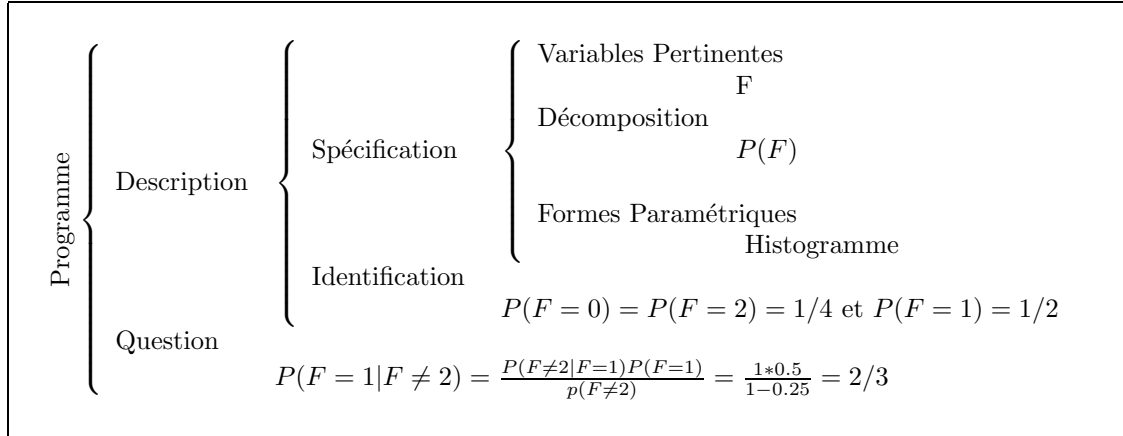 Programme
Description
Spécification
Variables Pertinentes
F
Décomposition
P(F)
Formes Paramétriques
Histogramme
Identification
P(F = 0) = P(F = 2) = 1/4 et P(F = 1) = 1/2
Question
P(F = 1|F ≠ 2) = P(F≠2|F=1)P(F=1) / p(F≠2) = 1∗0.5 / 1−0.25 = 2/3